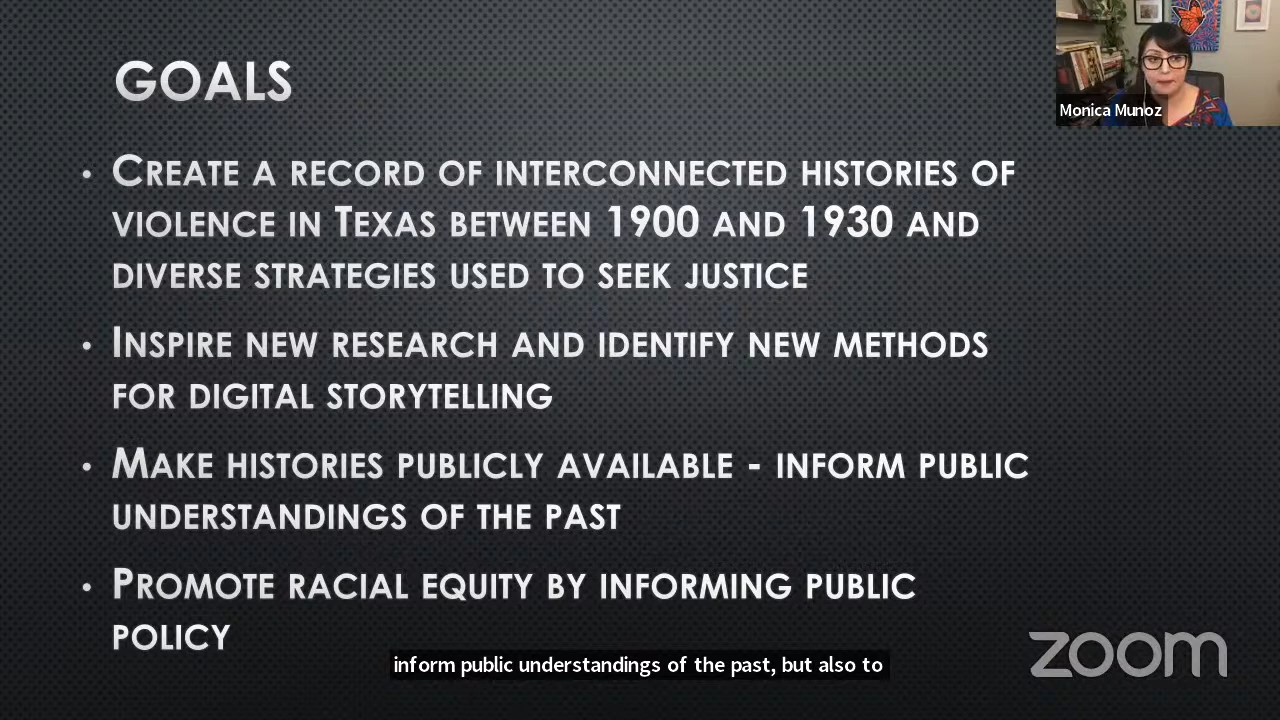 GOALS
Monica Munoz
• CREATE A RECORD OF INTERCONNECTED HISTORIES OF
VIOLENCE IN TEXAS BETWEEN 1900 AND 1930 AND
DIVERSE STRATEGIES USED TO SEEK JUSTICE
• INSPIRE NEW RESEARCH AND IDENTIFY NEW METHODS
FOR DIGITAL STORYTELLING
• MAKE HISTORIES PUBLICLY AVAILABLE - INFORM PUBLIC
UNDERSTANDINGS OF THE PAST
• PROMOTE RACIAL EQUITY BY INFORMING PUBLIC
POLICY
inform public understandings of the past, but also to
zoom